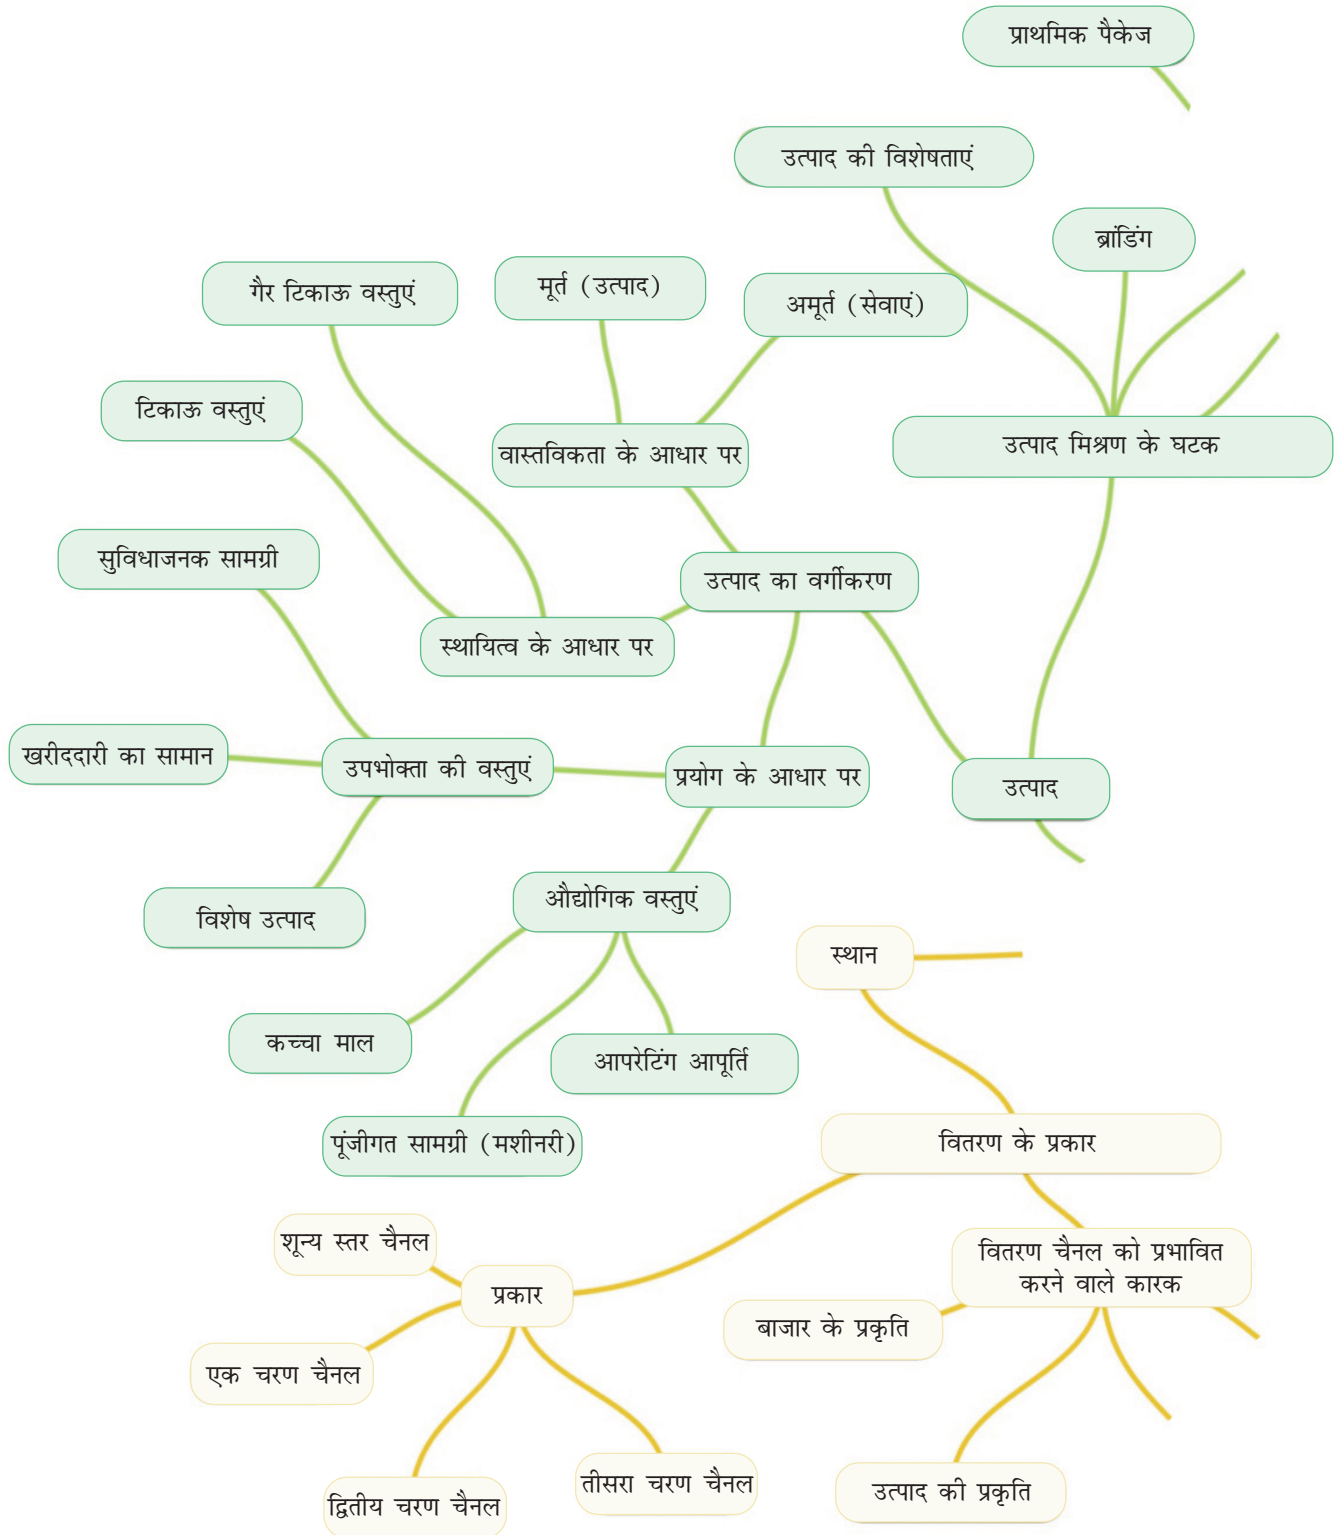 प्राथमिक पैकेज
उत्पाद की विशेषताएं
ब्रांडिंग
गैर टिकाऊ वस्तुएं
मूर्त (उत्पाद)
अमूर्त (सेवाएं)
टिकाऊ वस्तुएं
वास्तविकता के आधार पर
उत्पाद मिश्रण के घटक
सुविधाजनक सामग्री
उत्पाद का वर्गीकरण
स्थायित्व के आधार पर
खरीददारी का सामान
उपभोक्ता की वस्तुएं
प्रयोग के आधार पर
उत्पाद
विशेष उत्पाद
औद्योगिक वस्तुएं
स्थान
कच्चा माल
आपरेटिंग आपूर्ति
पूंजीगत सामग्री (मशीनरी)
वितरण के प्रकार
शून्य स्तर चैनल
वितरण चैनल को प्रभावित
करने वाले कारक
प्रकार
बाजार के प्रकृति
एक चरण चैनल
तीसरा चरण चैनल
उत्पाद की प्रकृति
द्वितीय चरण चैनल